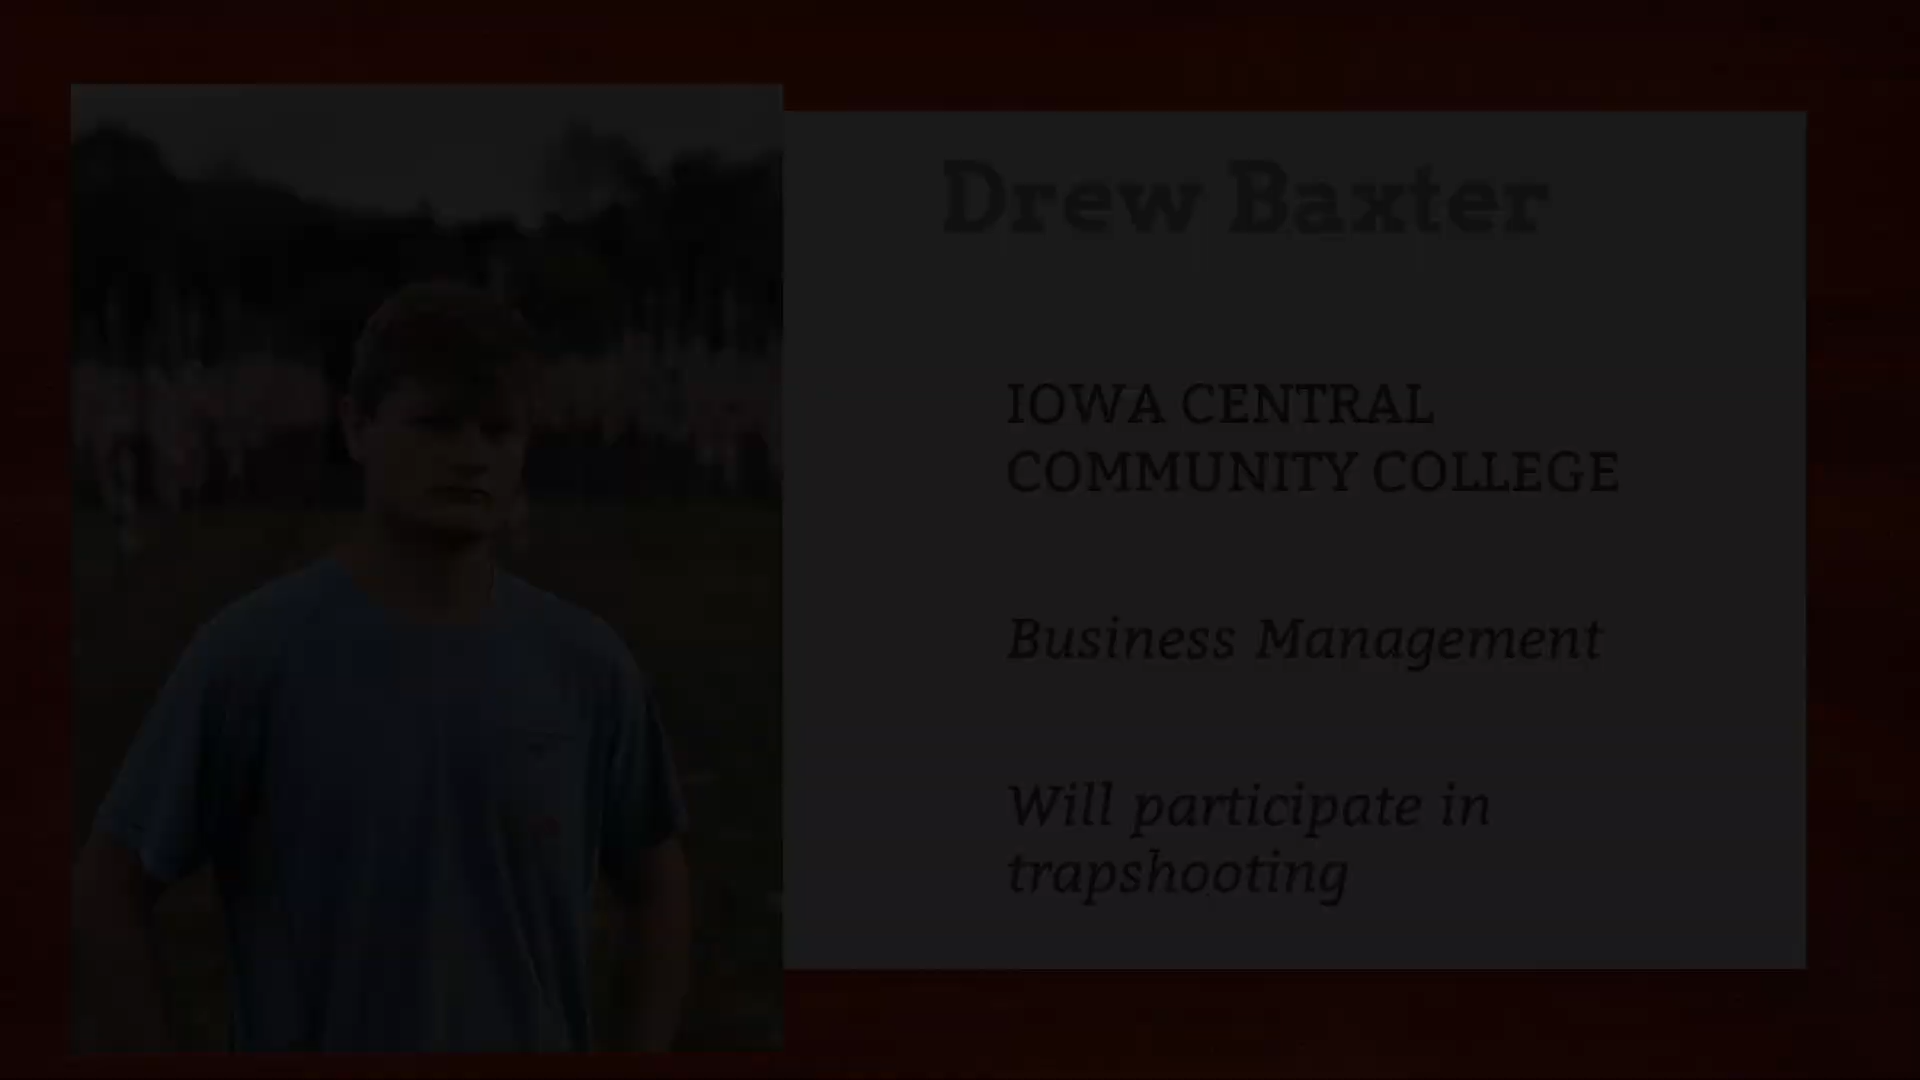 Drew Baxter
IOWA CENTRAL
COMMUNITY COLLEGE
Business Management
Will participate in
trapshooting